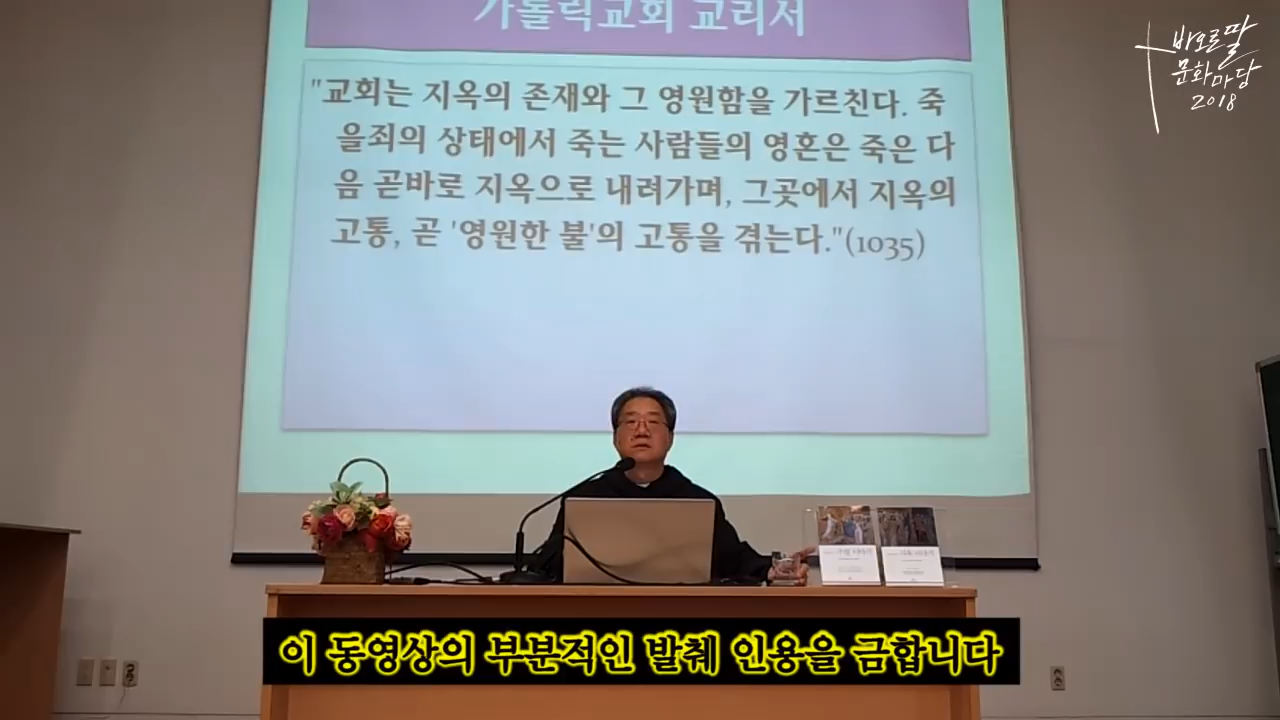 가톨릭교회 교리서
"교회는 지옥의 존재와 그 영원함을 가르친다. 죽
을죄의 상태에서 죽는 사람들의 영혼은 죽은 다
음 곧바로 지옥으로 내려가며, 그곳에서 지옥의
고통, 곧 '영원한 불'의 고통을 겪는다."(1035)
바오로딸
문화마당
2018
이 동영상의 부분적인 발췌 인용을 금합니다